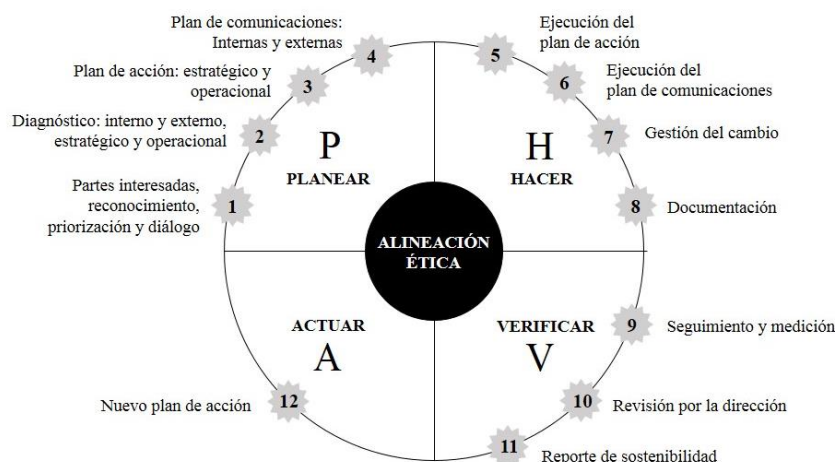 Plan de comunicaciones:
Internas y externas
4
Plan de acción: estratégico y
operacional
3
Diagnóstico: interno y externo,
estratégico y operacional
2
Partes interesadas,
reconocimiento,
priorización y diálogo
1
P
PLANEAR
Ejecución del
plan de acción
5
Ejecución del
plan de comunicaciones
6
Gestión del cambio
7
Documentación
8
H
HACER
ALINEACIÓN
ÉTICA
ACTUAR
A
VERIFICAR
V
9
Seguimiento y medición
10
Revisión por la dirección
11
Reporte de sostenibilidad
Nuevo plan de acción
12